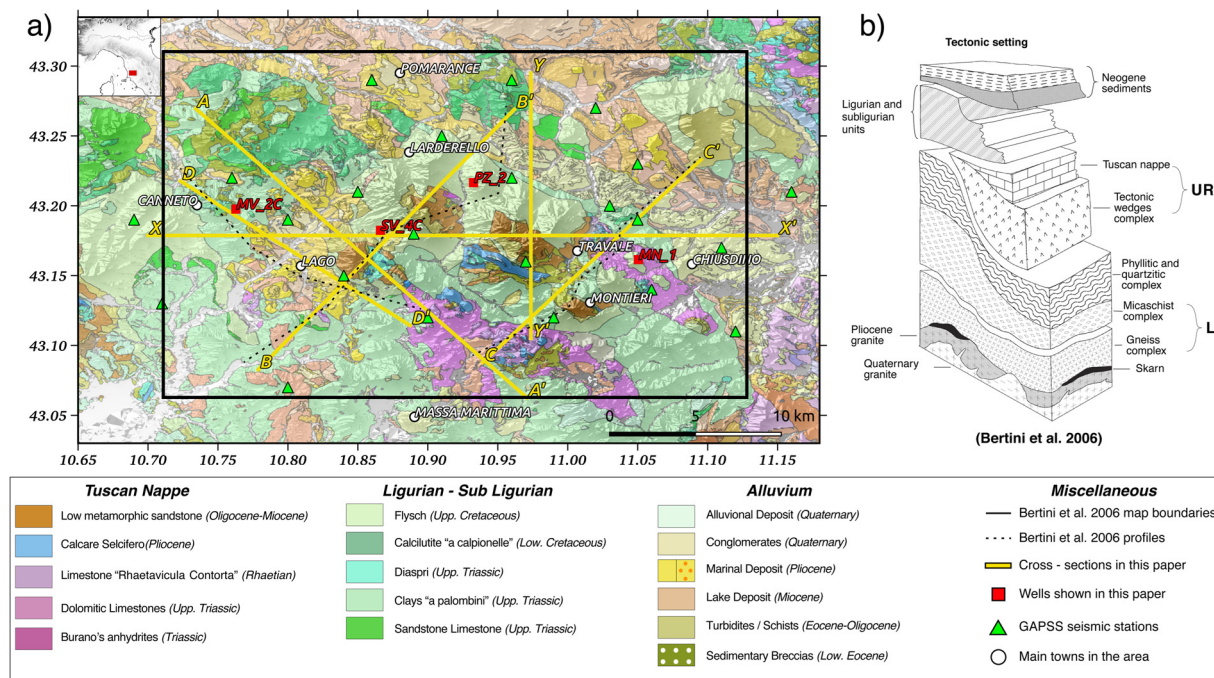 a)
b)
43.30
43.25
43.20
43.15
43.10
43.05
10.65
10.70
10.75
10.80
10.85
10.90
10.95
11.00
11.05
11.10
11.15
POMARANCE
Y
A
B'
LARDERELLO
C'
D
PZ_2
CANNETO
MV_2C
SV_4C
X
X'
TRAVALE
MN_1
CHIUSDINO
LAGO
MONTIERI
D'
Y'
B
C
A'
MASSA MARITTIMA
0
5
10 km
Tectonic setting
Neogene
sediments
Ligurian and
subligurian
units
Tuscan nappe
UR
Tectonic
wedges
complex
Phyllitic and
quartzitic
complex
Micaschist
complex
L
Pliocene
granite
Gneiss
complex
Quaternary
granite
Skarn
(Bertini et al. 2006)
Tuscan Nappe
Low metamorphic sandstone (Oligocene-Miocene)
Calcare Selcifero(Pliocene)
Limestone "Rhaetavicula Contorta" (Rhaetian)
Dolomitic Limestones (Upp. Triassic)
Burano's anhydrites (Triassic)
Ligurian - Sub Ligurian
Flysch (Upp. Cretaceous)
Calcilutite "a calpionelle" (Low. Cretaceous)
Diaspri (Upp. Triassic)
Clays "a palombini" (Upp. Triassic)
Sandstone Limestone (Upp. Triassic)
Alluvium
Alluvional Deposit (Quaternary)
Conglomerates (Quaternary)
Marinal Deposit (Pliocene)
Lake Deposit (Miocene)
Turbidites / Schists (Eocene-Oligocene)
Sedimentary Breccias (Low. Eocene)
Miscellaneous
Bertini et al. 2006 map boundaries
Bertini et al. 2006 profiles
Cross - sections in this paper
Wells shown in this paper
GAPSS seismic stations
Main towns in the area